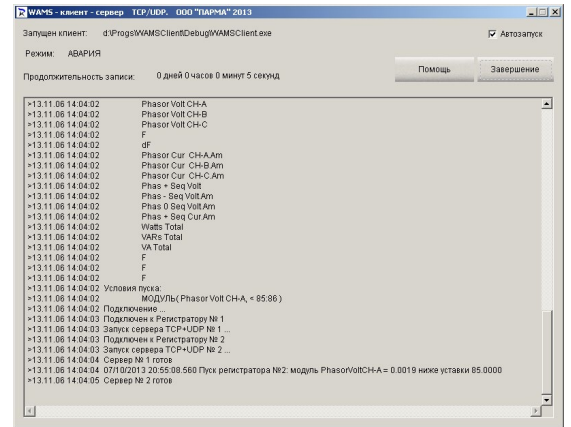 WAMS - клиент - сервер TCP/UDP. ООО "ПАРМА" 2013
Запущен клиент: d:\Progs\WAMSClient\Debug\WAMSClient.exe
Автозапуск
Режим: АВАРИЯ
Продолжительность записи: 0 дней 0 часов 0 минут 5 секунд
Помощь
Завершение
>13.11.06 14:04:02 Phasor Volt CH-A
>13.11.06 14:04:02 Phasor Volt CH-B
>13.11.06 14:04:02 Phasor Volt CH-C
>13.11.06 14:04:02 F
>13.11.06 14:04:02 dF
>13.11.06 14:04:02 Phasor Cur CH-A.Am
>13.11.06 14:04:02 Phasor Cur CH-B.Am
>13.11.06 14:04:02 Phasor Cur CH-C.Am
>13.11.06 14:04:02 Phas + Seq Volt
>13.11.06 14:04:02 Phas - Seq Volt.Am
>13.11.06 14:04:02 Phas 0 Seq Volt.Am
>13.11.06 14:04:02 Phas + Seq Cur.Am
>13.11.06 14:04:02 Watts Total
>13.11.06 14:04:02 VARs Total
>13.11.06 14:04:02 VA Total
>13.11.06 14:04:02 F
>13.11.06 14:04:02 F
>13.11.06 14:04:02 F
>13.11.06 14:04:02 Условия пуска:
>13.11.06 14:04:02 МОДУЛЬ( Phasor Volt CH-A, < 85:86 )
>13.11.06 14:04:02 Подключение ...
>13.11.06 14:04:03 Подключен к Регистратору № 1
>13.11.06 14:04:03 Запуск сервера TCP+UDP № 1 ...
>13.11.06 14:04:03 Подключен к Регистратору № 2
>13.11.06 14:04:03 Запуск сервера TCP+UDP № 2 ...
>13.11.06 14:04:04 Сервер № 1 готов
>13.11.06 14:04:04 07/10/2013 20:55:08.560 Пуск регистратора №2: модуль PhasorVoltCH-A = 0.0019 ниже уставки 85.0000
>13.11.06 14:04:05 Сервер № 2 готов